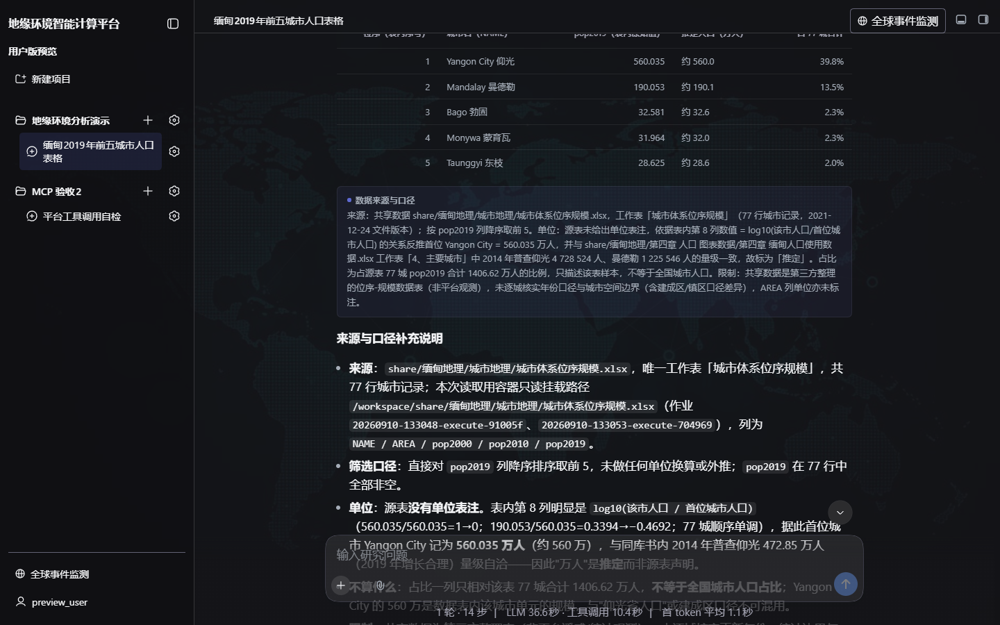 地缘环境智能计算平台
用户版预览
新建项目
地缘环境分析演示
缅甸2019年前五城市人口
表格
MCP 验收2
平台工具调用自检
全球事件监测
preview_user
缅甸2019年前五城市人口表格
全球事件监测
1 Yangon City 仰光 560.035 约 560.0 39.8%
2 Mandalay 曼德勒 190.053 约 190.1 13.5%
3 Bago 勃固 32.581 约 32.6 2.3%
4 Monywa 蒙育瓦 31.964 约 32.0 2.3%
5 Taunggyi 东枝 28.625 约 28.6 2.0%
数据来源与口径
来源：共享数据 share/缅甸地理/城市地理/城市体系位序规模.xlsx，工作表「城市体系位序规模」（77 行城市记录，2021-
12-24 文件版本）；按 pop2019 列降序取前 5。单位：源表未给出单位表注，依据表内第 8 列数值 = log10(该市人口/首位城
市人口) 的关系反推首位 Yangon City = 560.035 万人，并与 share/缅甸地理/第四章 人口 图表数据/第四章 缅甸人口使用数
据.xlsx 工作表「4、主要城市」中 2014 年普查仰光 4 728 524 人、曼德勒 1 225 546 人的量级一致，故标为「推定」。占比
为占源表 77 城 pop2019 合计 1406.62 万人的比例，只描述该表样本，不等于全国城市人口。限制：共享数据是第三方整理
的位序-规模数据表（非平台观测），未逐城核实年份口径与城市空间边界（含建成区/镇区口径差异），AREA 列单位亦未标
注。
来源与口径补充说明
来源：share/缅甸地理/城市地理/城市体系位序规模.xlsx，唯一工作表「城市体系位序规模」，共
77 行城市记录；本次读取用容器只读挂载路径
/workspace/share/缅甸地理/城市地理/城市体系位序规模.xlsx（作业
20260910-133048-execute-91005f、20260910-133053-execute-704969），列为
NAME / AREA / pop2000 / pop2010 / pop2019。
筛选口径：直接对 pop2019 列降序排序取前 5，未做任何单位换算或外推；pop2019 在 77 行中
全部非空。
单位：源表没有单位表注。表内第 8 列明显是 log10(该市人口 / 首位城市人口)
（560.035/560.035=1→0；190.053/560.035=0.3394→−0.4692；77 城顺序单调），据此首位城
市 Yangon City 记为 560.035 万人（约 560 万），与同库书内 2014 年普查仰光 472.85 万人
（2019 年增长合理）量级自洽——因此"万人"是推定而非源表声明。
不算什么：占比一列只相对该表 77 城合计 1406.62 万人，不等于全国城市人口占比；Yangon
City 的 560 万是数据表内该城市单元的规模，与"仰光省人口"或建成区口径不可混用。
输入研究问题
1 轮 · 14 步 | LLM 36.6秒 · 工具调用 10.4秒 | 首 token 平均 1.1秒